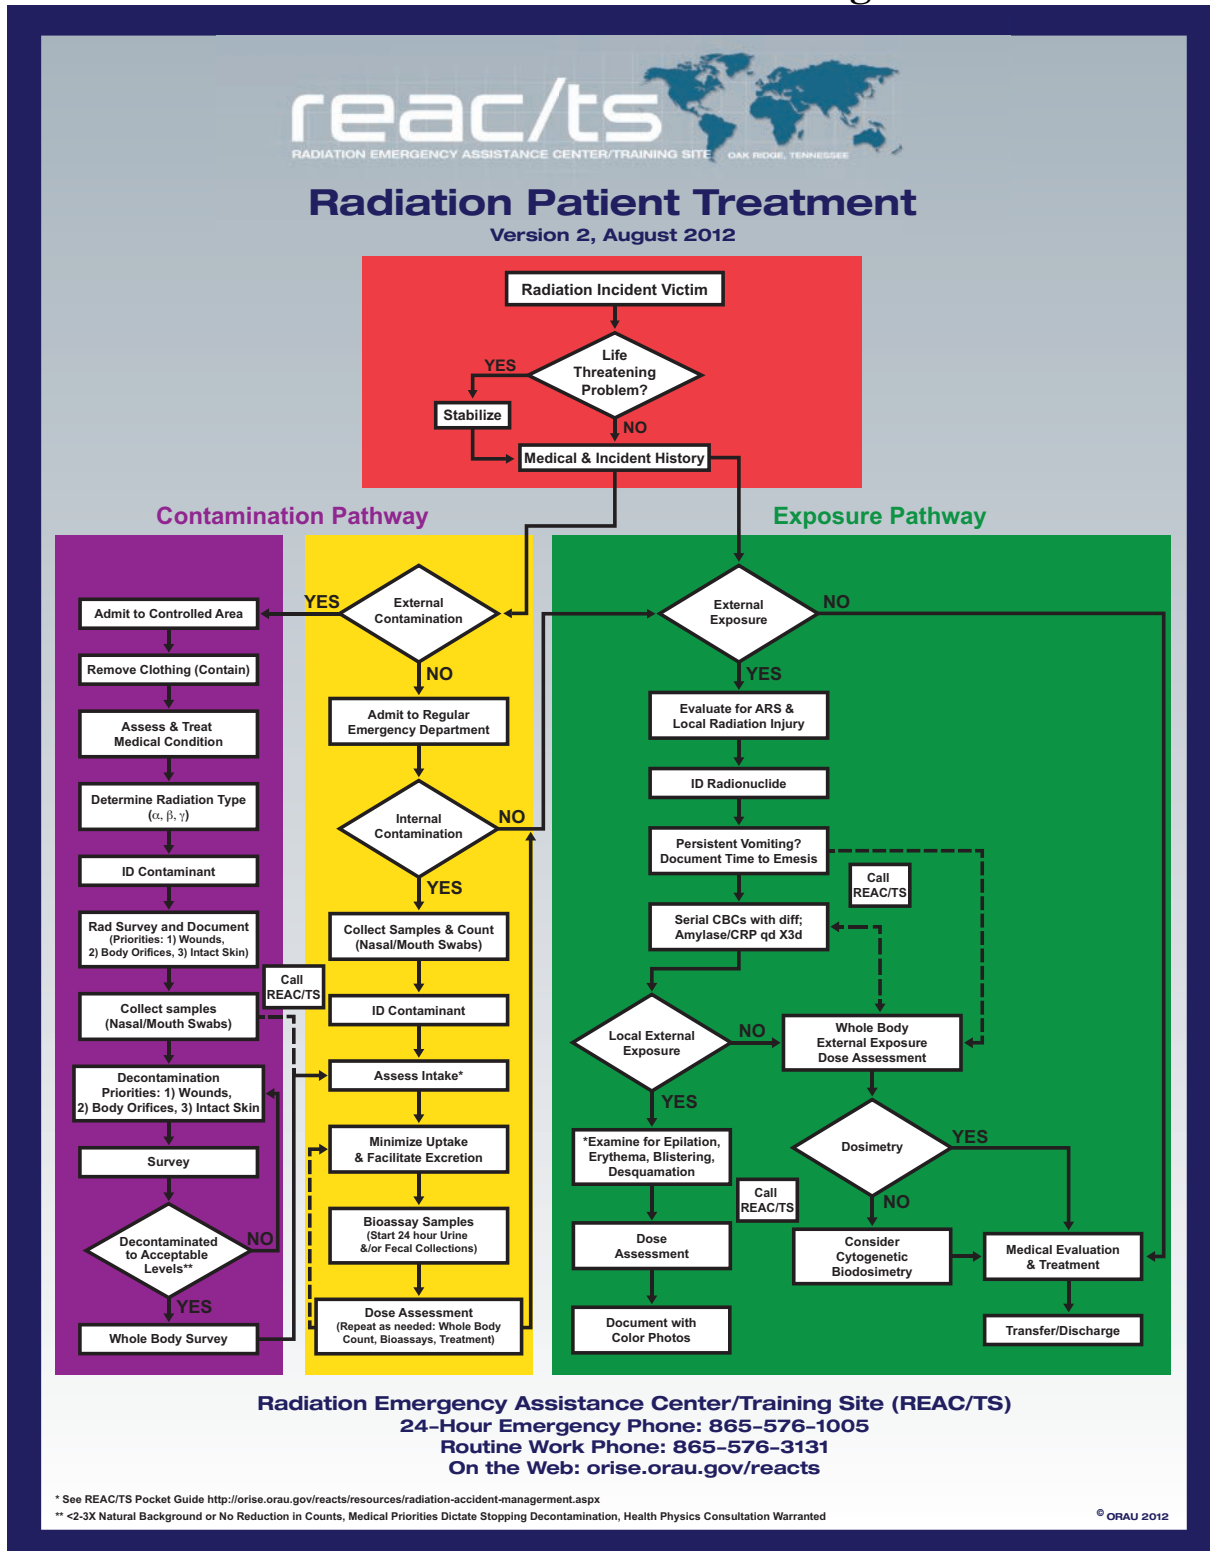 reac/ts
RADIATION EMERGENCY ASSISTANCE CENTER/TRAINING SITE OAK RIDGE, TENNESSEE
Radiation Patient Treatment
Version 2, August 2012
Radiation Incident Victim
Life
Threatening
Problem?
YES
Stabilize
NO
Medical & Incident History
Contamination Pathway
Exposure Pathway
Admit to Controlled Area
Remove Clothing (Contain)
Assess & Treat
Medical Condition
Determine Radiation Type
(α, β, γ)
ID Contaminant
Rad Survey and Document
(Priorities: 1) Wounds,
2) Body Orifices, 3) Intact Skin)
Call
REAC/TS
Collect samples
(Nasal/Mouth Swabs)
Decontamination
Priorities: 1) Wounds,
2) Body Orifices, 3) Intact Skin
Survey
Decontaminated
to Acceptable
Levels**
NO
YES
Whole Body Survey
YES
External
Contamination
NO
Admit to Regular
Emergency Department
Internal
Contamination
NO
YES
Collect Samples & Count
(Nasal/Mouth Swabs)
ID Contaminant
Assess Intake*
Minimize Uptake
& Facilitate Excretion
Bioassay Samples
(Start 24 hour Urine
&/or Fecal Collections)
Dose Assessment
(Repeat as needed: Whole Body
Count, Bioassays, Treatment)
External
Exposure
NO
YES
Evaluate for ARS &
Local Radiation Injury
ID Radionuclide
Persistent Vomiting?
Document Time to Emesis
Call
REAC/TS
Serial CBCs with diff;
Amylase/CRP qd X3d
Local External
Exposure
NO
Whole Body
External Exposure
Dose Assessment
YES
*Examine for Epilation,
Erythema, Blistering,
Desquamation
Call
REAC/TS
Dosimetry
YES
NO
Dose
Assessment
Consider
Cytogenetic
Biodosimetry
Medical Evaluation
& Treatment
Document with
Color Photos
Transfer/Discharge
Radiation Emergency Assistance Center/Training Site (REAC/TS)
24-Hour Emergency Phone: 865-576-1005
Routine Work Phone: 865-576-3131
On the Web: orise.orau.gov/reacts
* See REAC/TS Pocket Guide http://orise.orau.gov/reacts/resources/radiation-accident-managerment.aspx
** <2-3X Natural Background or No Reduction in Counts, Medical Priorities Dictate Stopping Decontamination, Health Physics Consultation Warranted
© ORAU 2012